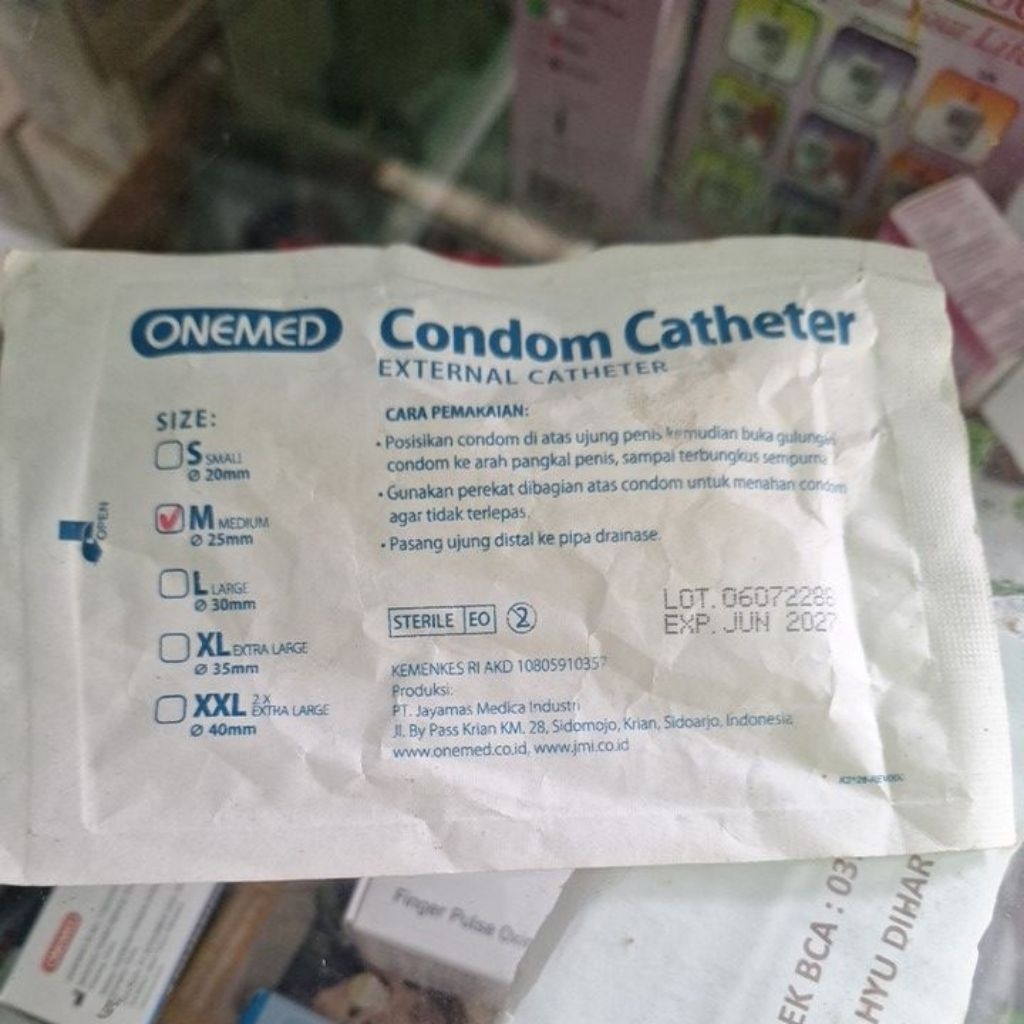 ONEMED
Condom Catheter
EXTERNAL CATHETER
SIZE:
S SMALL
Ø 20mm
M MEDIUM
Ø 25mm
L LARGE
Ø 30mm
XL EXTRA LARGE
Ø 35mm
XXL 2X EXTRA LARGE
Ø 40mm
OPEN
CARA PEMAKAIAN:
• Posisikan condom di atas ujung penis kemudian buka gulungan
condom ke arah pangkal penis, sampai terbungkus sempurna
• Gunakan perekat dibagian atas condom untuk menahan condom
agar tidak terlepas.
• Pasang ujung distal ke pipa drainase.
STERILE EO 2
LOT. 06072288
EXP. JUN 2027
KEMENKES RI AKD 10805910357
Produksi:
PT. Jayamas Medica Industri
Jl. By Pass Krian KM. 28, Sidomojo, Krian, Sidoarjo, Indonesia
www.onemed.co.id, www.jmi.co.id
Finger Pulse
ONEMED
EK BCA : 03
HYU DIHAR